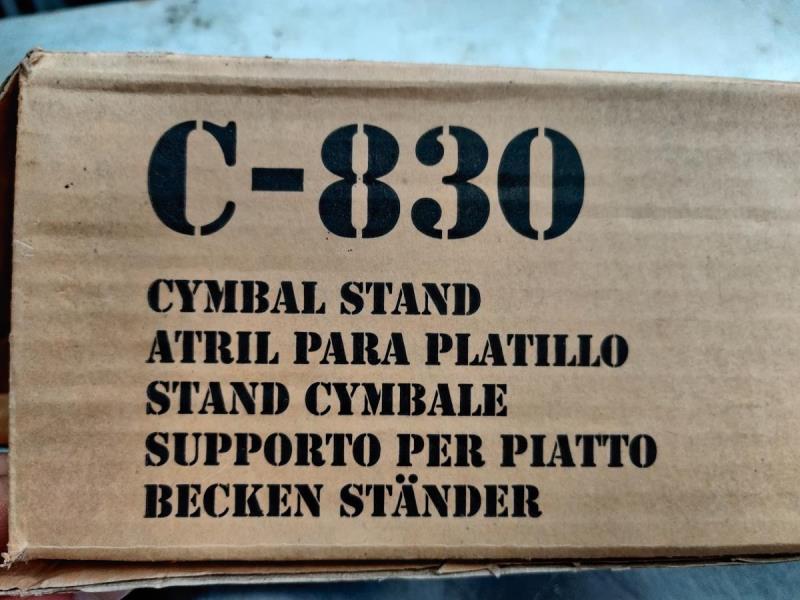 C-830
CYMBAL STAND
ATRIL PARA PLATILLO
STAND CYMBALE
SUPPORTO PER PIATTO
BECKEN STÄNDER